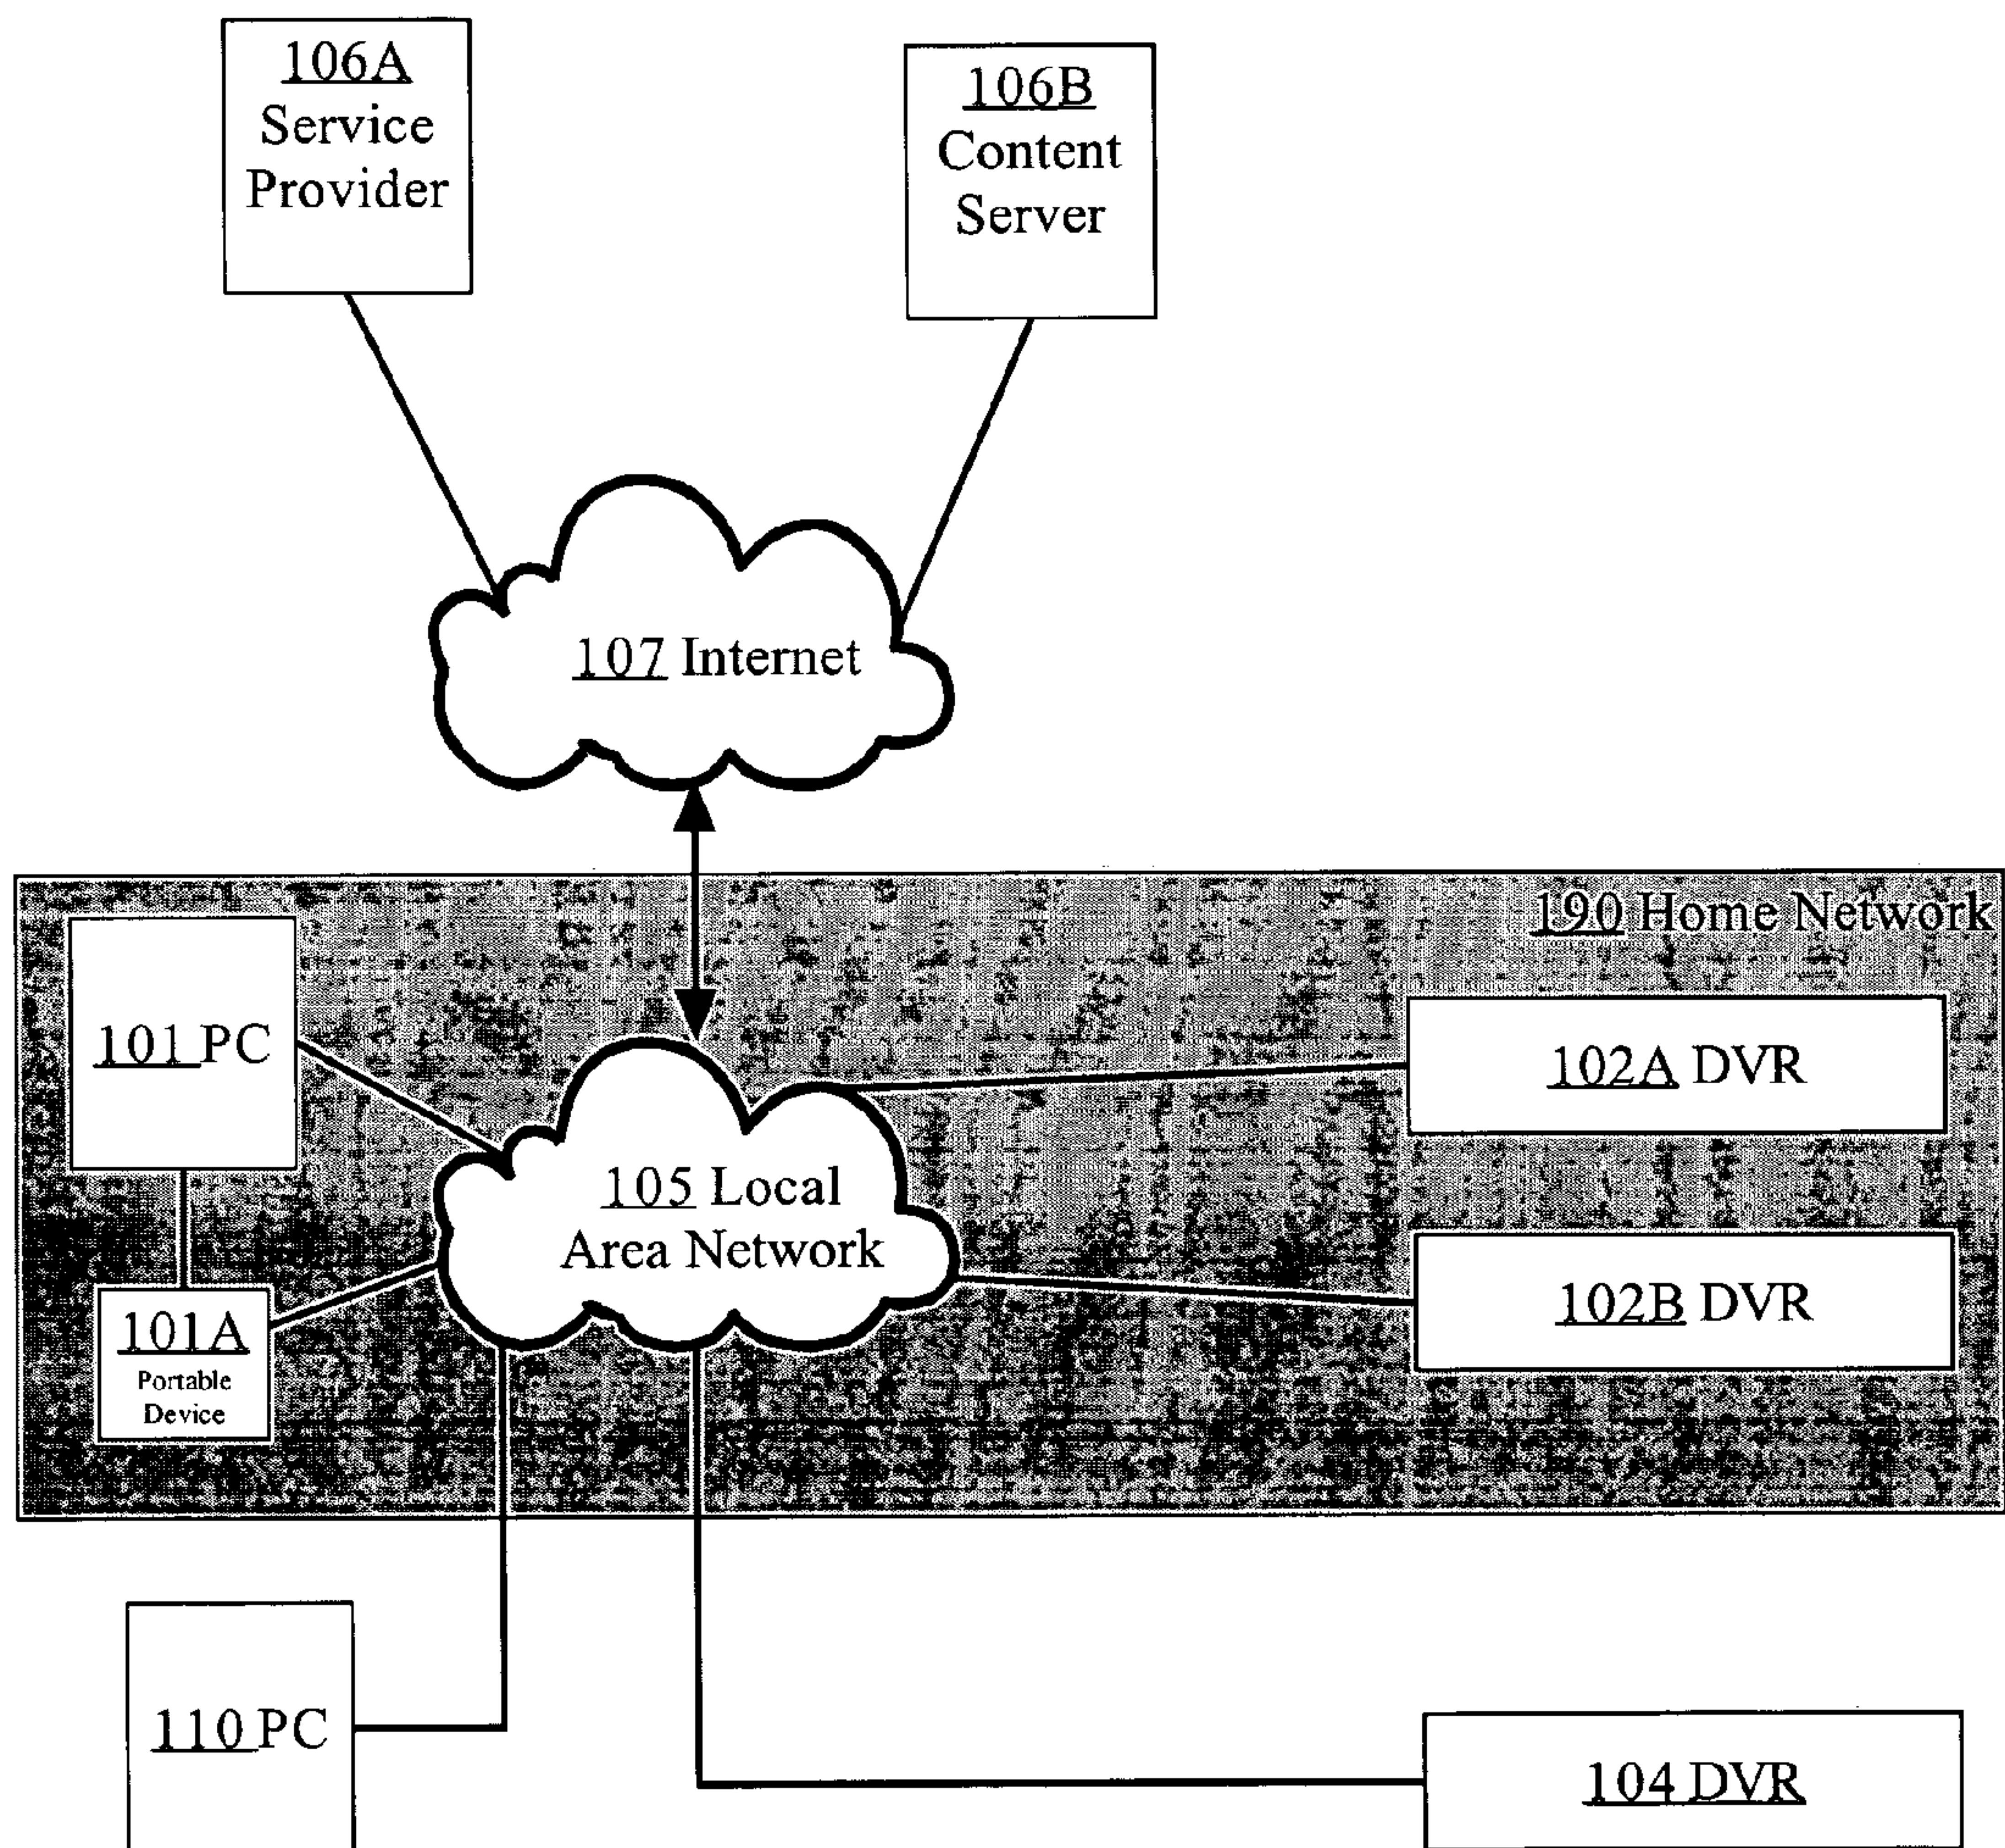 106A
Service
Provider
106B
Content
Server
107 Internet
190 Home Network
101 PC
102A DVR
105 Local
Area Network
102B DVR
101A
Portable
Device
110 PC
104 DVR